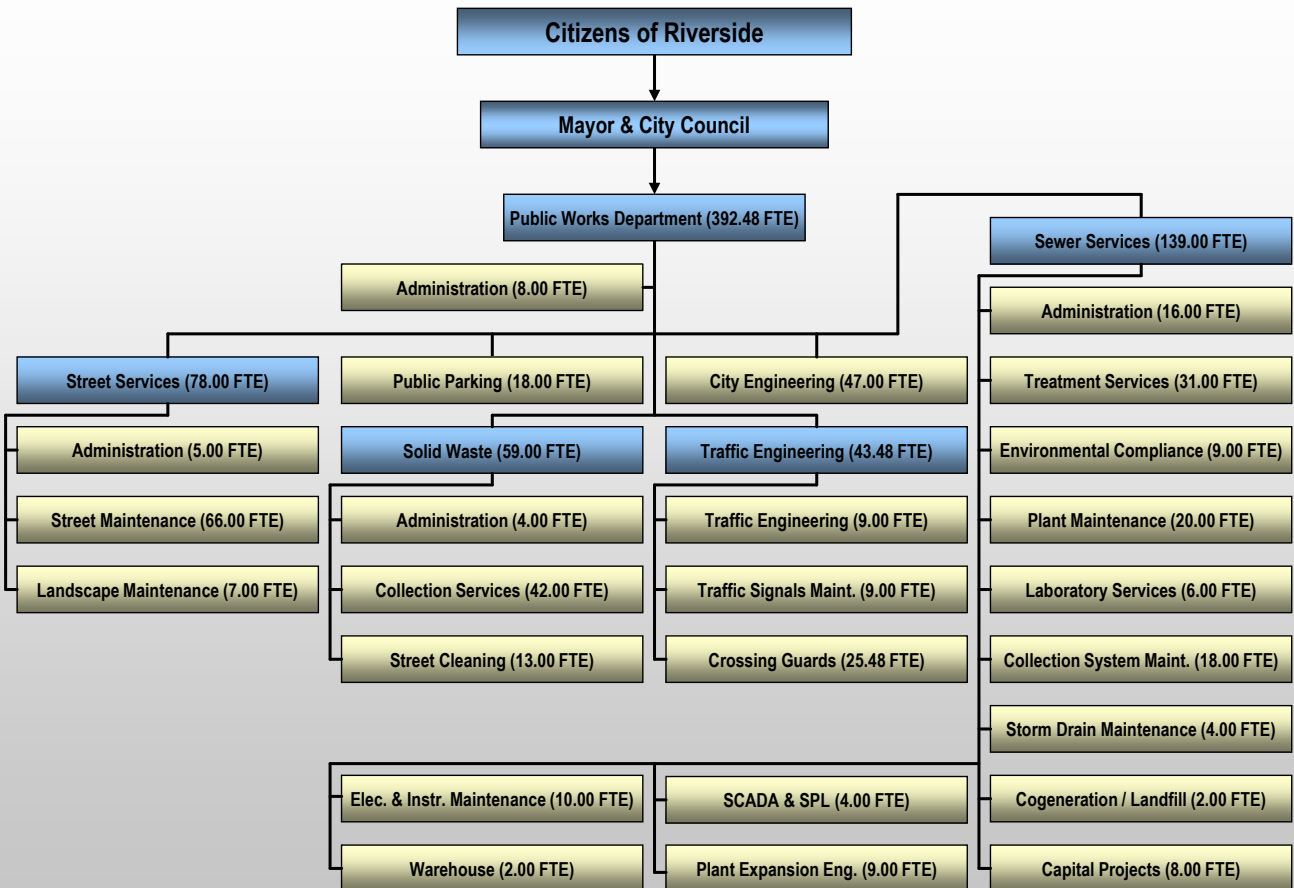 Citizens of Riverside
Mayor & City Council
Public Works Department (392.48 FTE)
Sewer Services (139.00 FTE)
Administration (8.00 FTE)
Administration (16.00 FTE)
Street Services (78.00 FTE)
Public Parking (18.00 FTE)
City Engineering (47.00 FTE)
Treatment Services (31.00 FTE)
Administration (5.00 FTE)
Solid Waste (59.00 FTE)
Traffic Engineering (43.48 FTE)
Environmental Compliance (9.00 FTE)
Street Maintenance (66.00 FTE)
Administration (4.00 FTE)
Traffic Engineering (9.00 FTE)
Plant Maintenance (20.00 FTE)
Landscape Maintenance (7.00 FTE)
Collection Services (42.00 FTE)
Traffic Signals Maint. (9.00 FTE)
Laboratory Services (6.00 FTE)
Street Cleaning (13.00 FTE)
Crossing Guards (25.48 FTE)
Collection System Maint. (18.00 FTE)
Storm Drain Maintenance (4.00 FTE)
Elec. & Instr. Maintenance (10.00 FTE)
SCADA & SPL (4.00 FTE)
Cogeneration / Landfill (2.00 FTE)
Warehouse (2.00 FTE)
Plant Expansion Eng. (9.00 FTE)
Capital Projects (8.00 FTE)